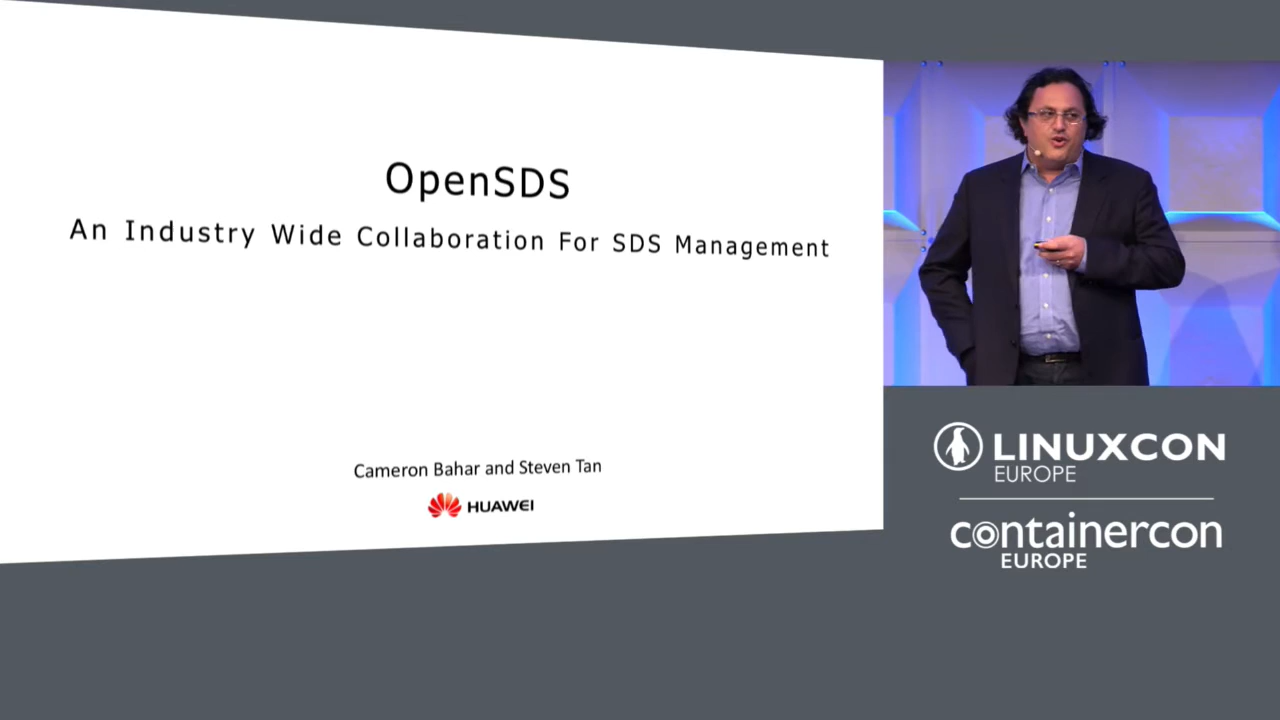 OpenSDS
An Industry Wide Collaboration For SDS Management
Cameron Bahar and Steven Tan
HUAWEI
LINUXCON
EUROPE
containercon
EUROPE